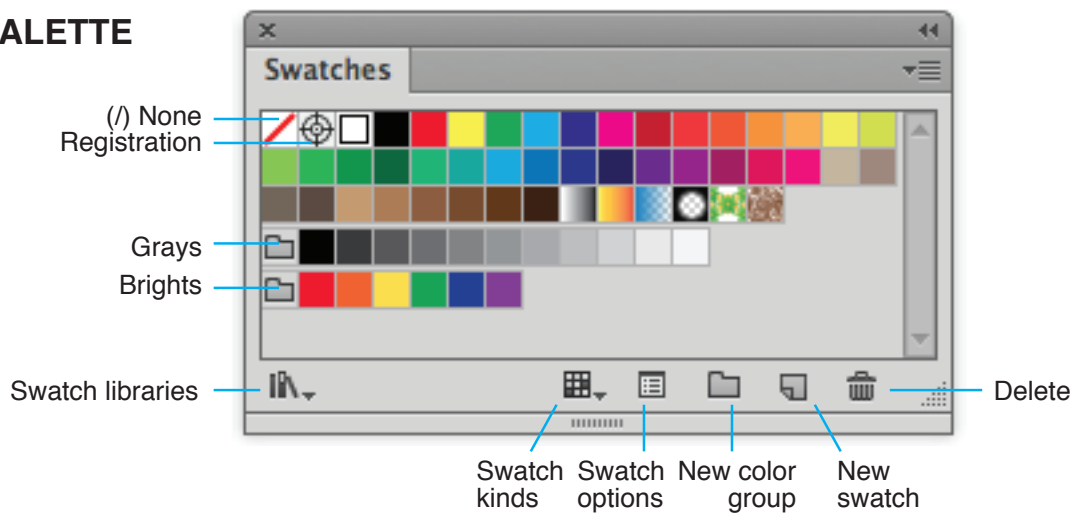 ALETTE
Swatches
(/) None
Registration
Grays
Brights
Swatch libraries
Delete
Swatch kinds
Swatch options
New color group
New swatch